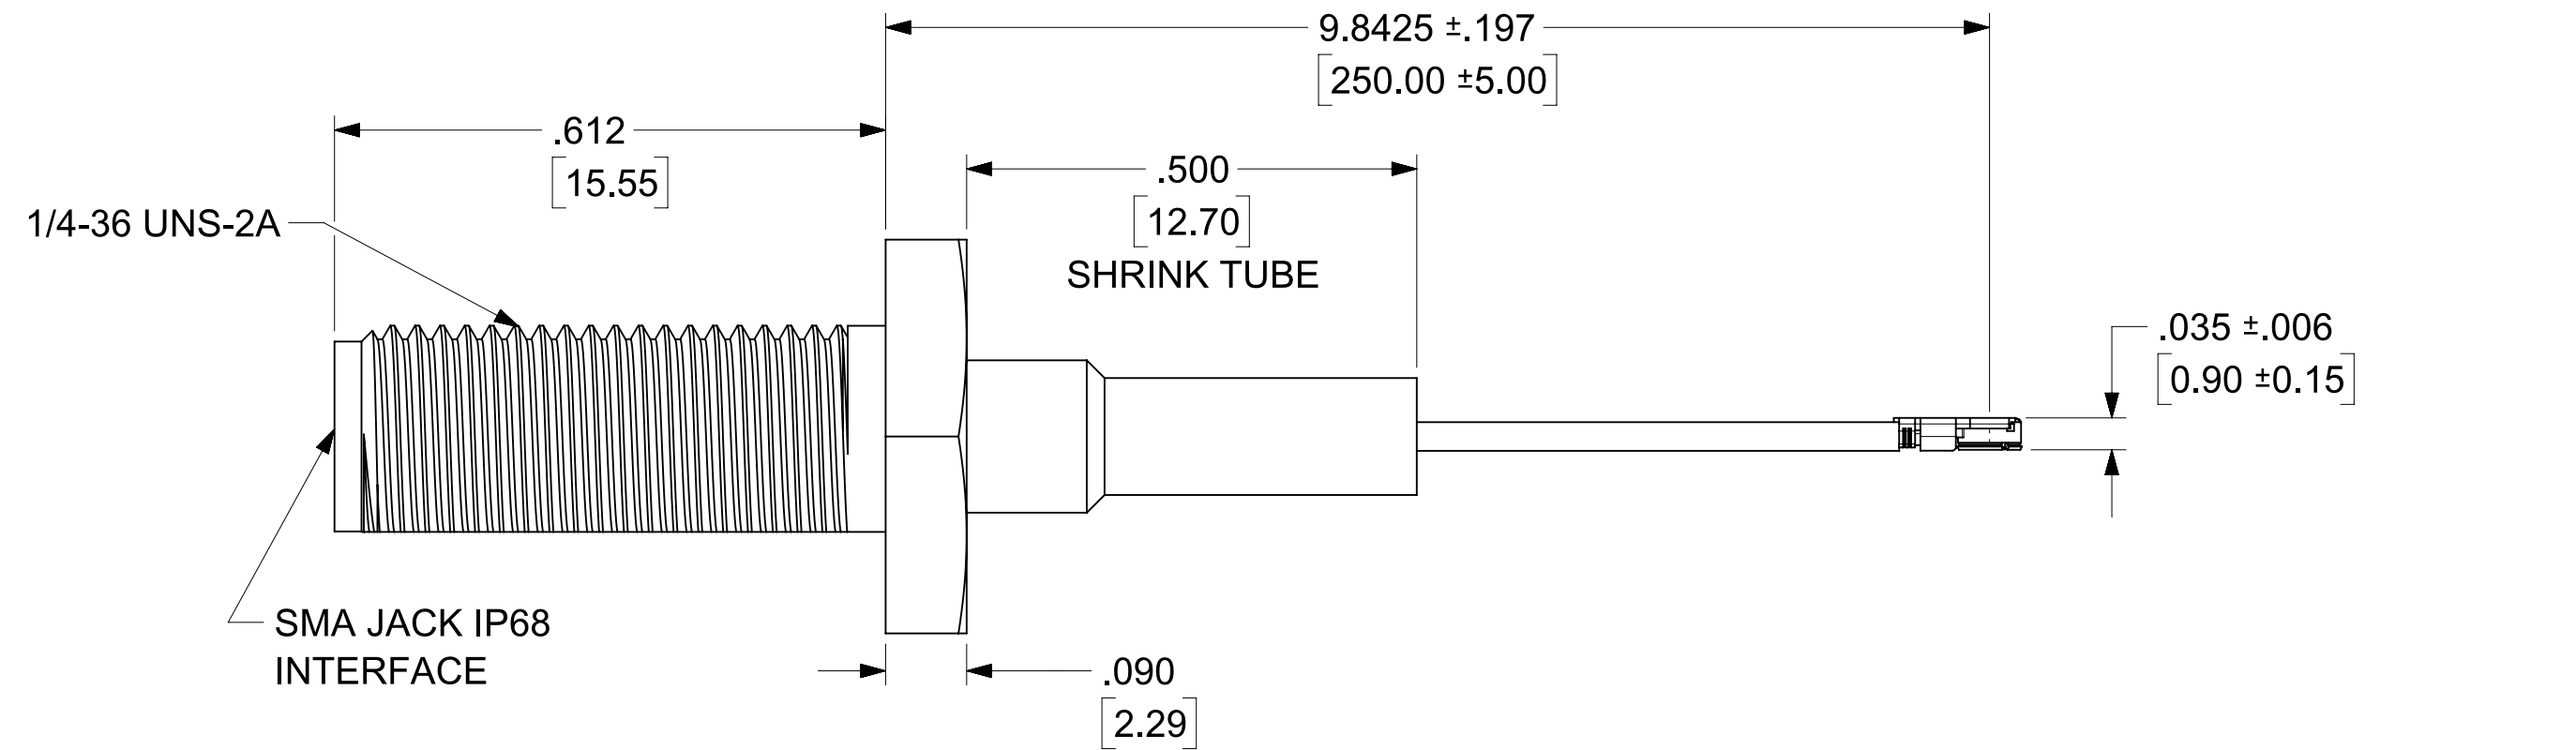 9.8425 ±.197
[250.00 ±5.00]
.612
[15.55]
.500
[12.70]
SHRINK TUBE
1/4-36 UNS-2A
.035 ±.006
[0.90 ±0.15]
SMA JACK IP68
INTERFACE
.090
[2.29]